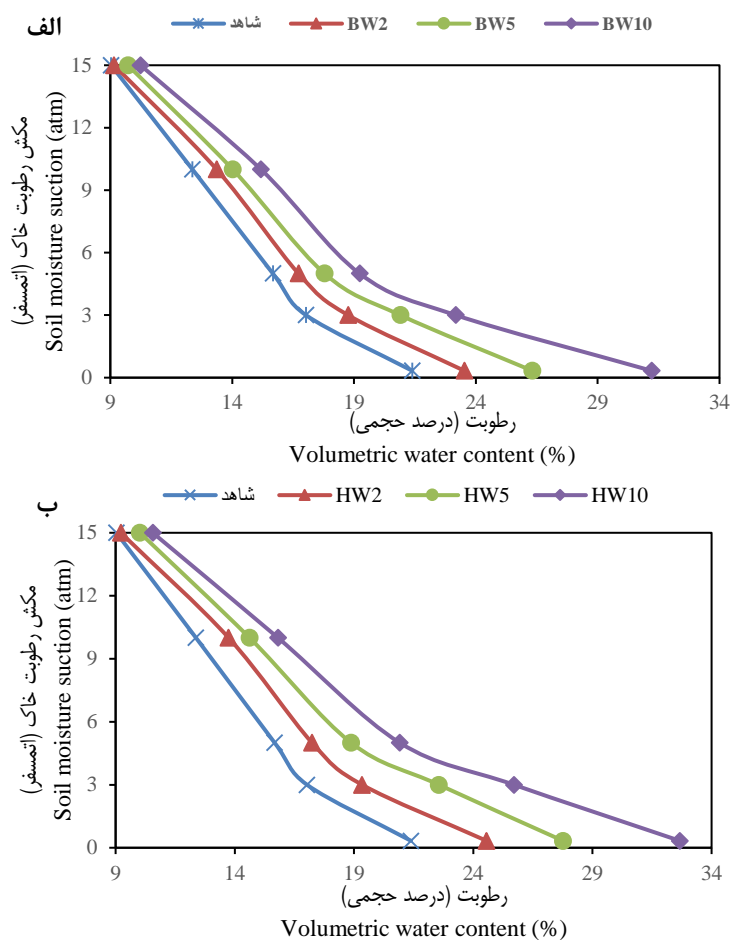 الف
شاهد BW2 BW5 BW10
15
12
9
6
3
0
9 14 19 24 29 34
مکش رطوبت خاک (اتمسفر)
Soil moisture suction (atm)
رطوبت (درصد حجمی)
Volumetric water content (%)
ب
شاهد HW2 HW5 HW10
15
12
9
6
3
0
9 14 19 24 29 34
مکش رطوبت خاک (اتمسفر)
Soil moisture suction (atm)
رطوبت (درصد حجمی)
Volumetric water content (%)